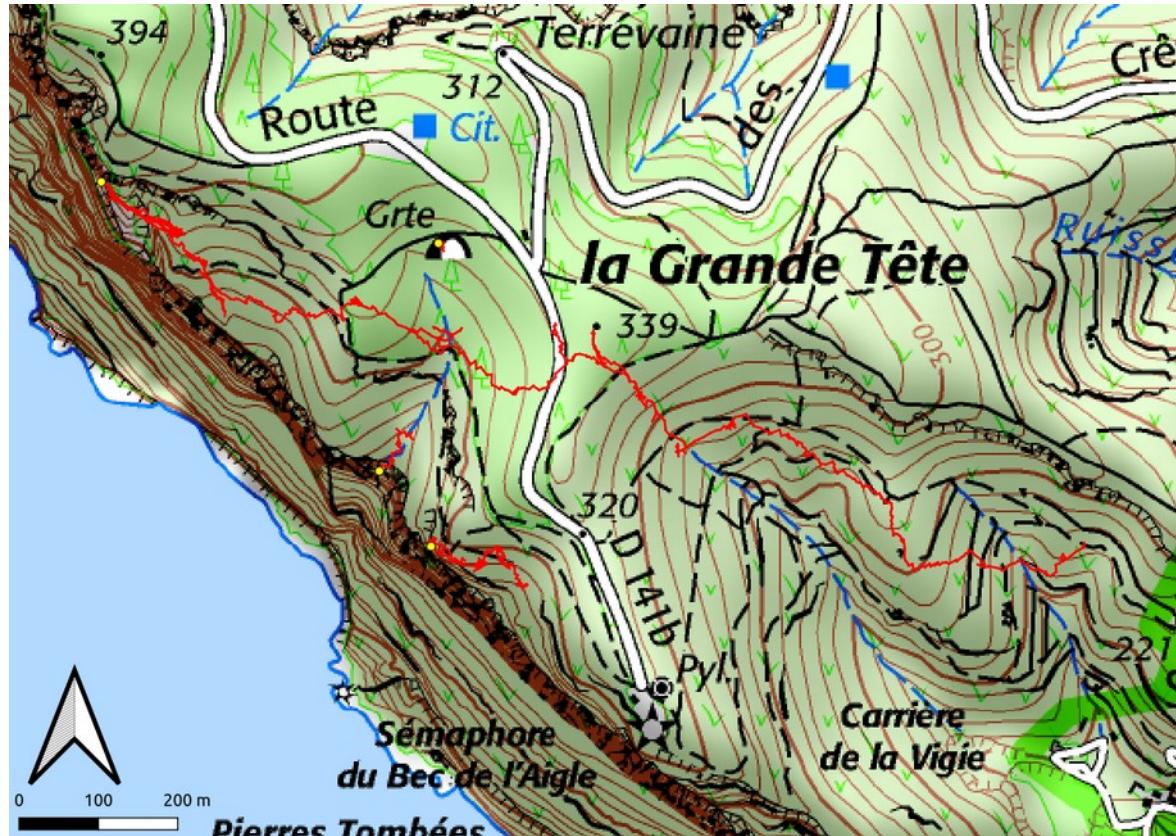 394
Terrévaine
312
Crê
Route
des
Cit.
Grte
Ruiss
la Grande Tête
339
300
320
D 141b
221
Pyl.
Sémaphore
du Bec de l'Aigle
Carrière
de la Vigie
0 100 200 m
Pierres Tombées